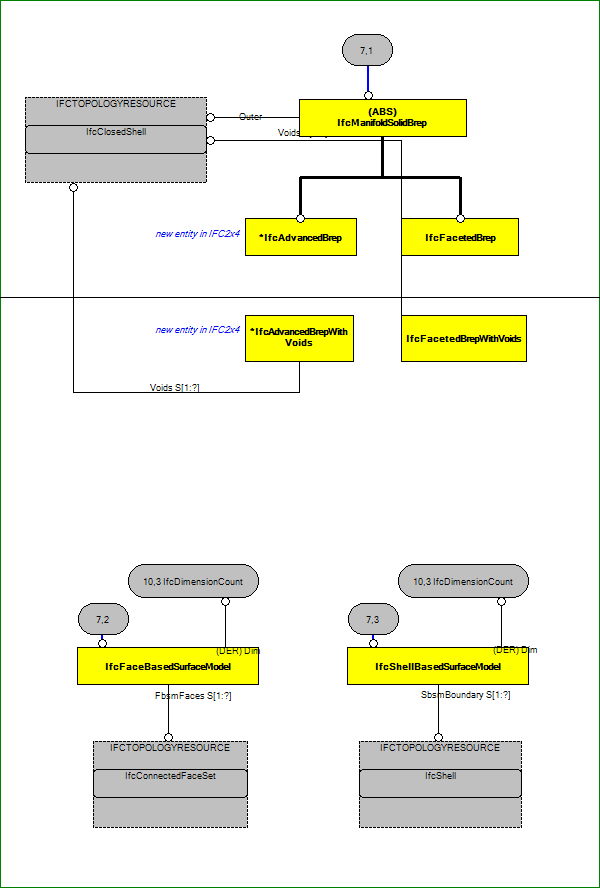 7,1
IFCTOPOLOGYRESOURCE
IfcClosedShell
Outer
(ABS)
IfcManifoldSolidBrep
Voids
new entity in IFC2x4
*IfcAdvancedBrep
IfcFacetedBrep
new entity in IFC2x4
*IfcAdvancedBrepWith
Voids
IfcFacetedBrepWithVoids
Voids S[1:?]
10,3 IfcDimensionCount
10,3 IfcDimensionCount
7,2
7,3
(DER) Dim
(DER) Dim
IfcFaceBasedSurfaceModel
IfcShellBasedSurfaceModel
FbsmFaces S[1:?]
SbsmBoundary S[1:?]
IFCTOPOLOGYRESOURCE
IfcConnectedFaceSet
IFCTOPOLOGYRESOURCE
IfcShell